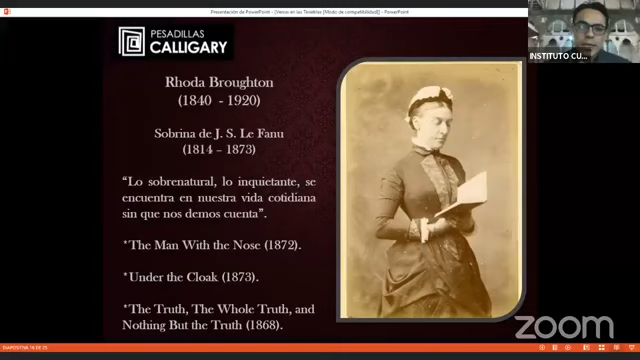 Presentación de PowerPoint - [Venus en las Tinieblas [Modo de compatibilidad]] - PowerPoint
PESADILLAS
CALLIGARY
INSTITUTO CU...
Rhoda Broughton
(1840 - 1920)
Sobrina de J. S. Le Fanu
(1814 – 1873)
“Lo sobrenatural, lo inquietante, se
encuentra en nuestra vida cotidiana
sin que nos demos cuenta”.
*The Man With the Nose (1872).
*Under the Cloak (1873).
*The Truth, The Whole Truth, and
Nothing But the Truth (1868).
zoom